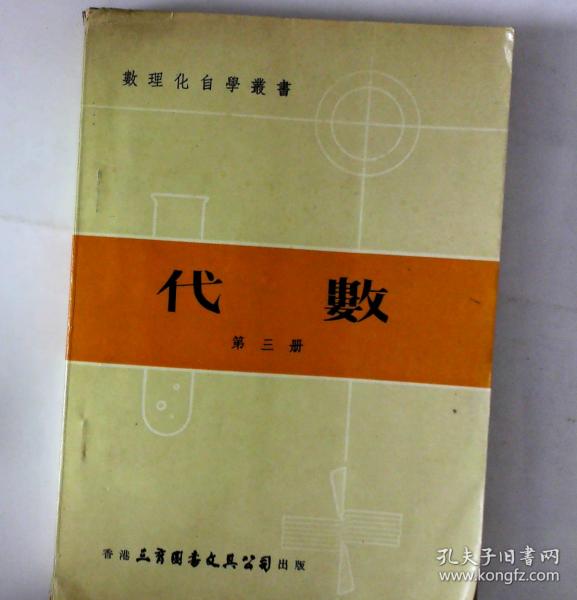 數理化自學叢書
代數
第三册
香港三育圖書文具公司出版
孔夫子旧书网
www.kongfz.com